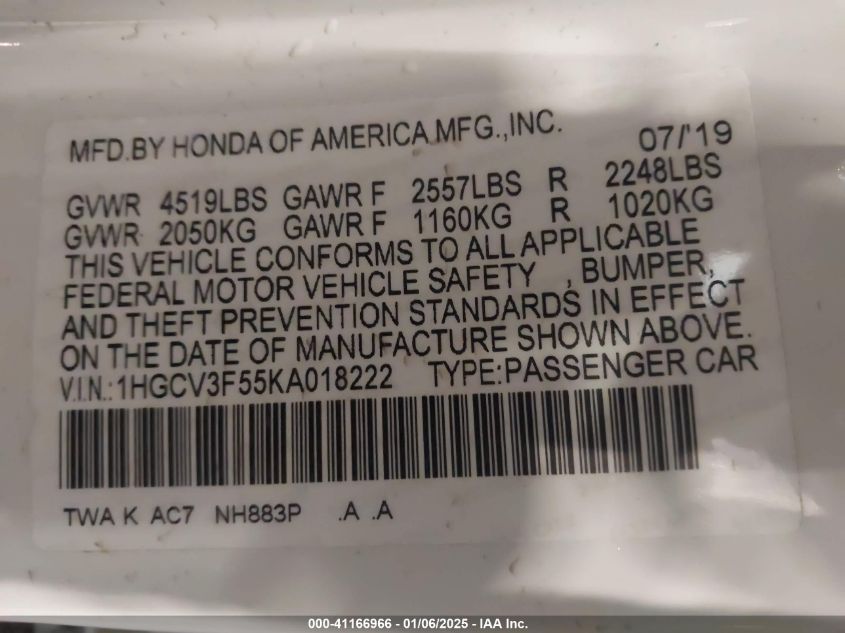 MFD.BY HONDA OF AMERICA MFG.,INC. 07/'19
GVWR 4519LBS GAWR F 2557LBS R 2248LBS
GVWR 2050KG GAWR F 1160KG R 1020KG
THIS VEHICLE CONFORMS TO ALL APPLICABLE
FEDERAL MOTOR VEHICLE SAFETY , BUMPER,
AND THEFT PREVENTION STANDARDS IN EFFECT
ON THE DATE OF MANUFACTURE SHOWN ABOVE.
V.I.N.:1HGCV3F55KA018222 TYPE:PASSENGER CAR
TWA K AC7 NH883P .A .A
000-41166966 - 01/06/2025 - IAA Inc.